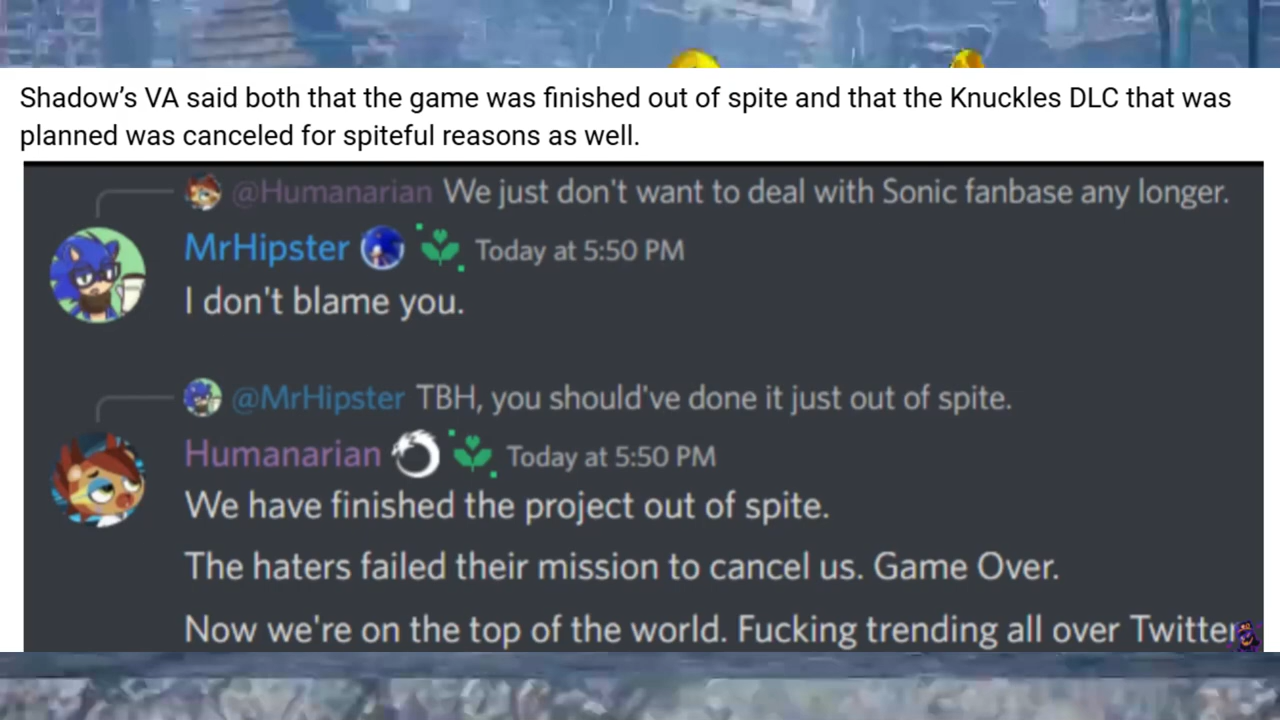 Shadow’s VA said both that the game was finished out of spite and that the Knuckles DLC that was
planned was canceled for spiteful reasons as well.
@Humanarian We just don't want to deal with Sonic fanbase any longer.
MrHipster Today at 5:50 PM
I don't blame you.
@MrHipster TBH, you should've done it just out of spite.
Humanarian Today at 5:50 PM
We have finished the project out of spite.
The haters failed their mission to cancel us. Game Over.
Now we're on the top of the world. Fucking trending all over Twitter